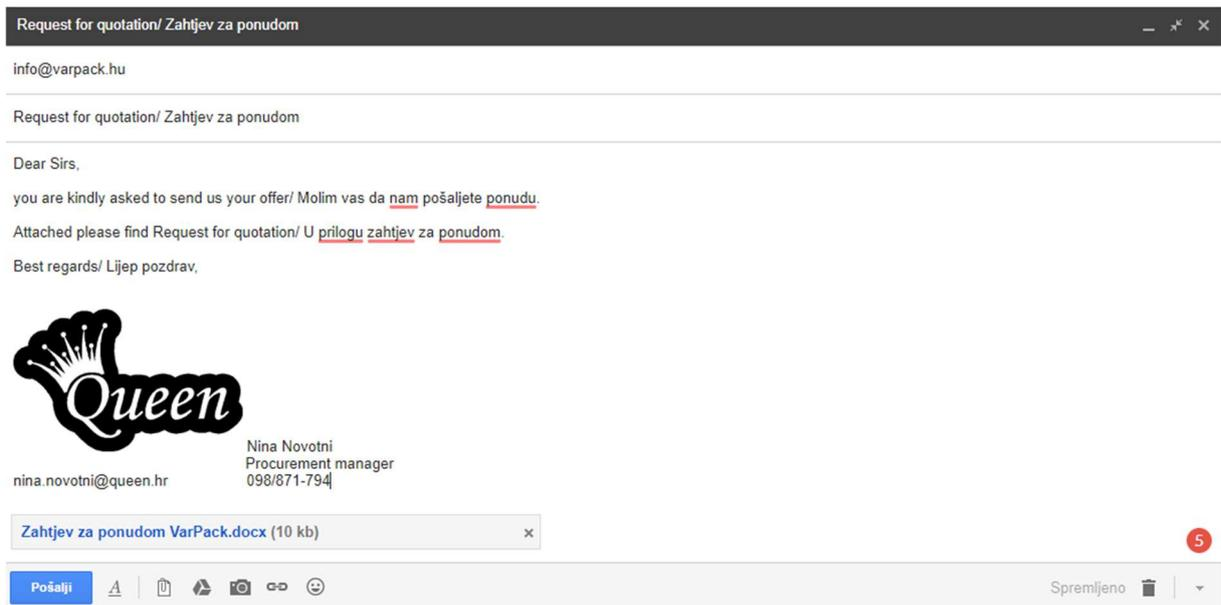 Request for quotation/ Zahtjev za ponudom
info@varpack.hu
Request for quotation/ Zahtjev za ponudom
Dear Sirs,
you are kindly asked to send us your offer/ Molim vas da nam pošaljete ponudu.
Attached please find Request for quotation/ U prilogu zahtjev za ponudom.
Best regards/ Lijep pozdrav,
Queen
Nina Novotni
Procurement manager
nina.novotni@queen.hr 098/871-794
Zahtjev za ponudom VarPack.docx (10 kb)
5
Pošalji A Spremljeno